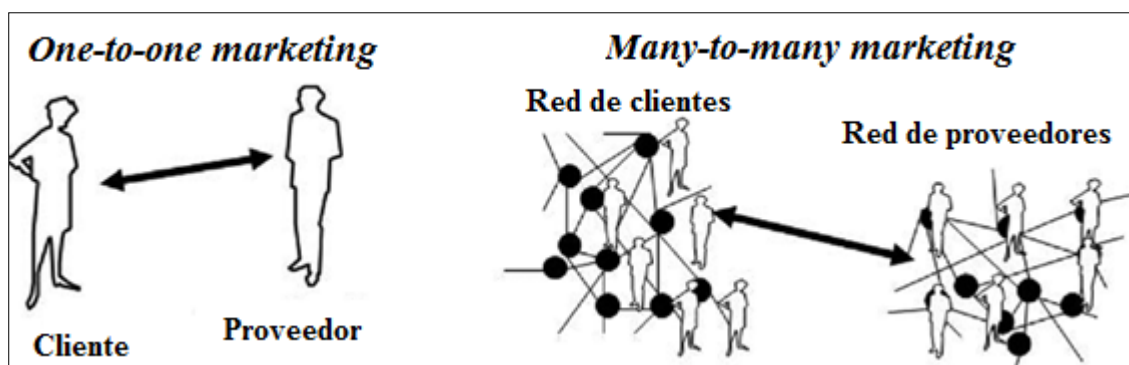 One-to-one marketing
Many-to-many marketing
Red de clientes
Red de proveedores
Cliente
Proveedor